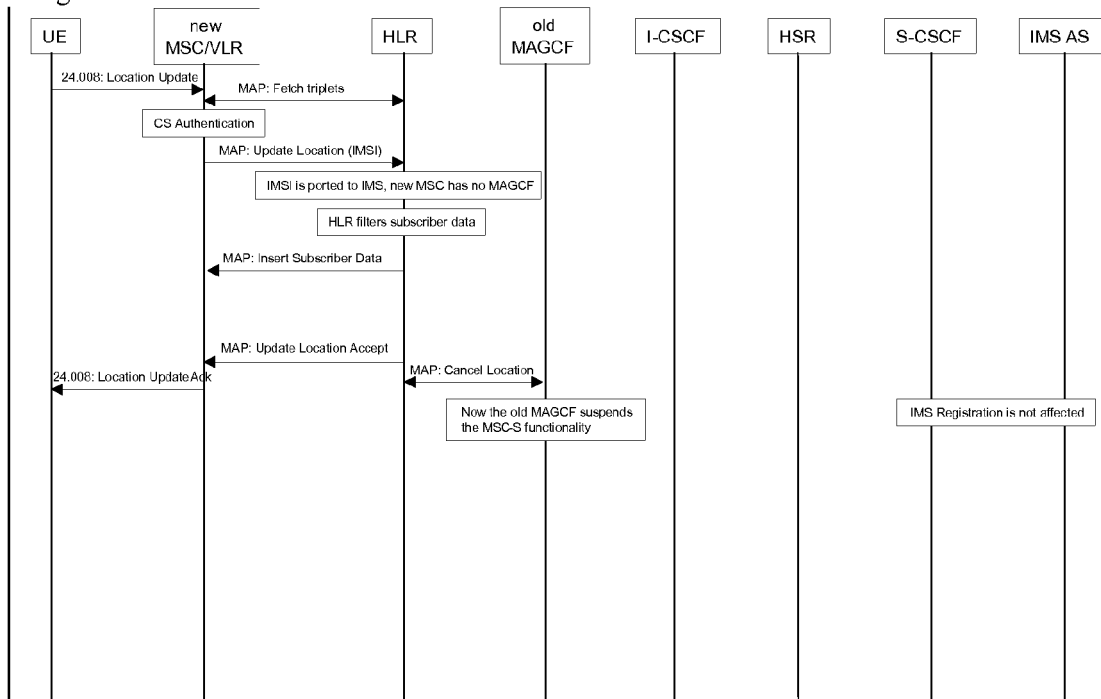 UE
new
MSC/VLR
HLR
old
MAGCF
I-CSCF
HSR
S-CSCF
IMS AS
24.008: Location Update
MAP: Fetch triplets
CS Authentication
MAP: Update Location (IMSI)
IMSI is ported to IMS, new MSC has no MAGCF
HLR filters subscriber data
MAP: Insert Subscriber Data
MAP: Update Location Accept
MAP: Cancel Location
24.008: Location Update Ack
Now the old MAGCF suspends
the MSC-S functionality
IMS Registration is not affected